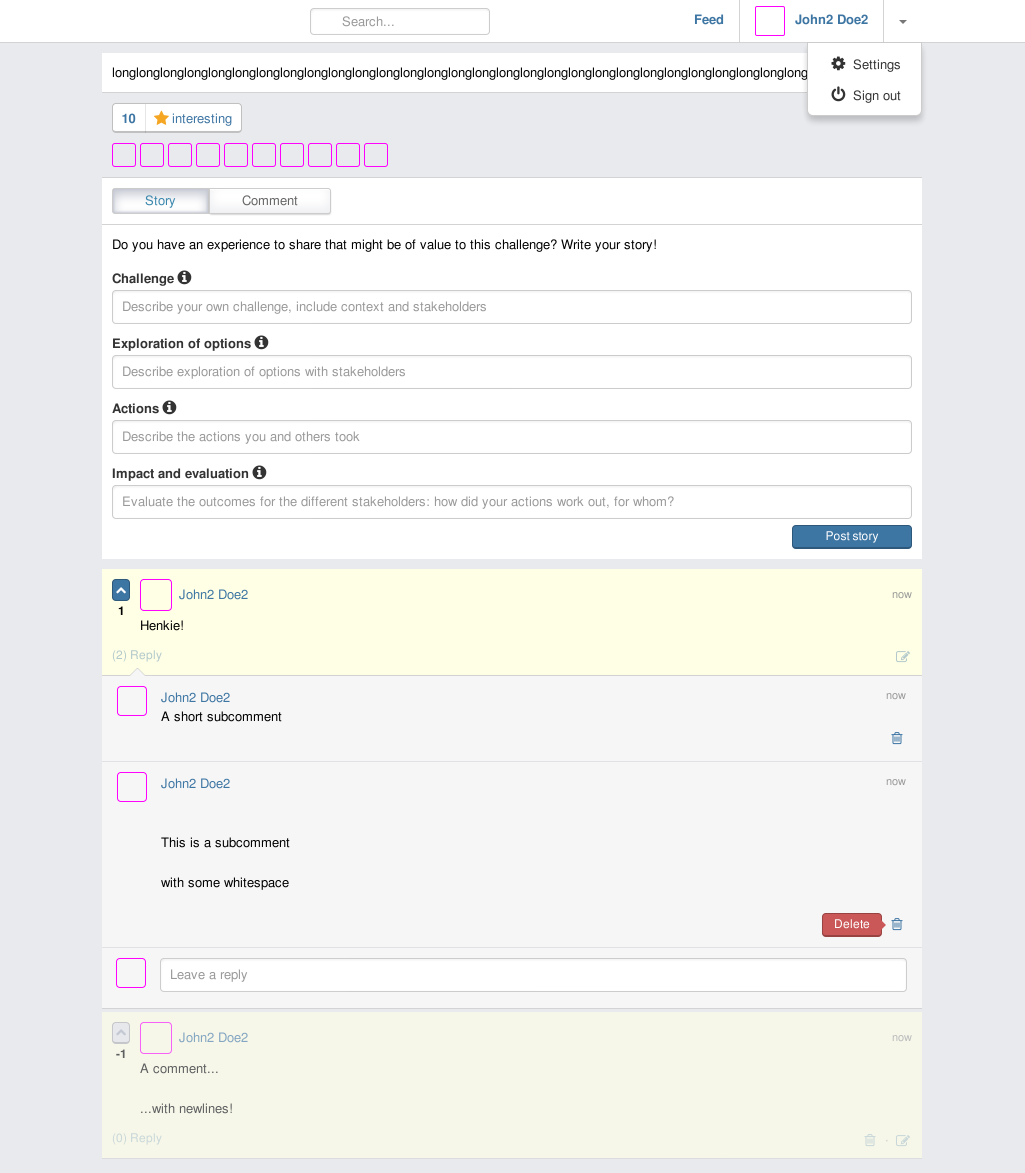 Search...
Feed
John2 Doe2
Settings
Sign out
longlonglonglonglonglonglonglonglonglonglonglonglonglonglonglonglonglonglonglonglonglonglonglonglonglonglonglonglong
10 interesting
Story Comment
Do you have an experience to share that might be of value to this challenge? Write your story!
Challenge
Describe your own challenge, include context and stakeholders
Exploration of options
Describe exploration of options with stakeholders
Actions
Describe the actions you and others took
Impact and evaluation
Evaluate the outcomes for the different stakeholders: how did your actions work out, for whom?
Post story
John2 Doe2 now
1
Henkie!
(2) Reply
John2 Doe2 now
A short subcomment
John2 Doe2 now
This is a subcomment
with some whitespace
Delete
Leave a reply
John2 Doe2 now
-1
A comment...
...with newlines!
(0) Reply